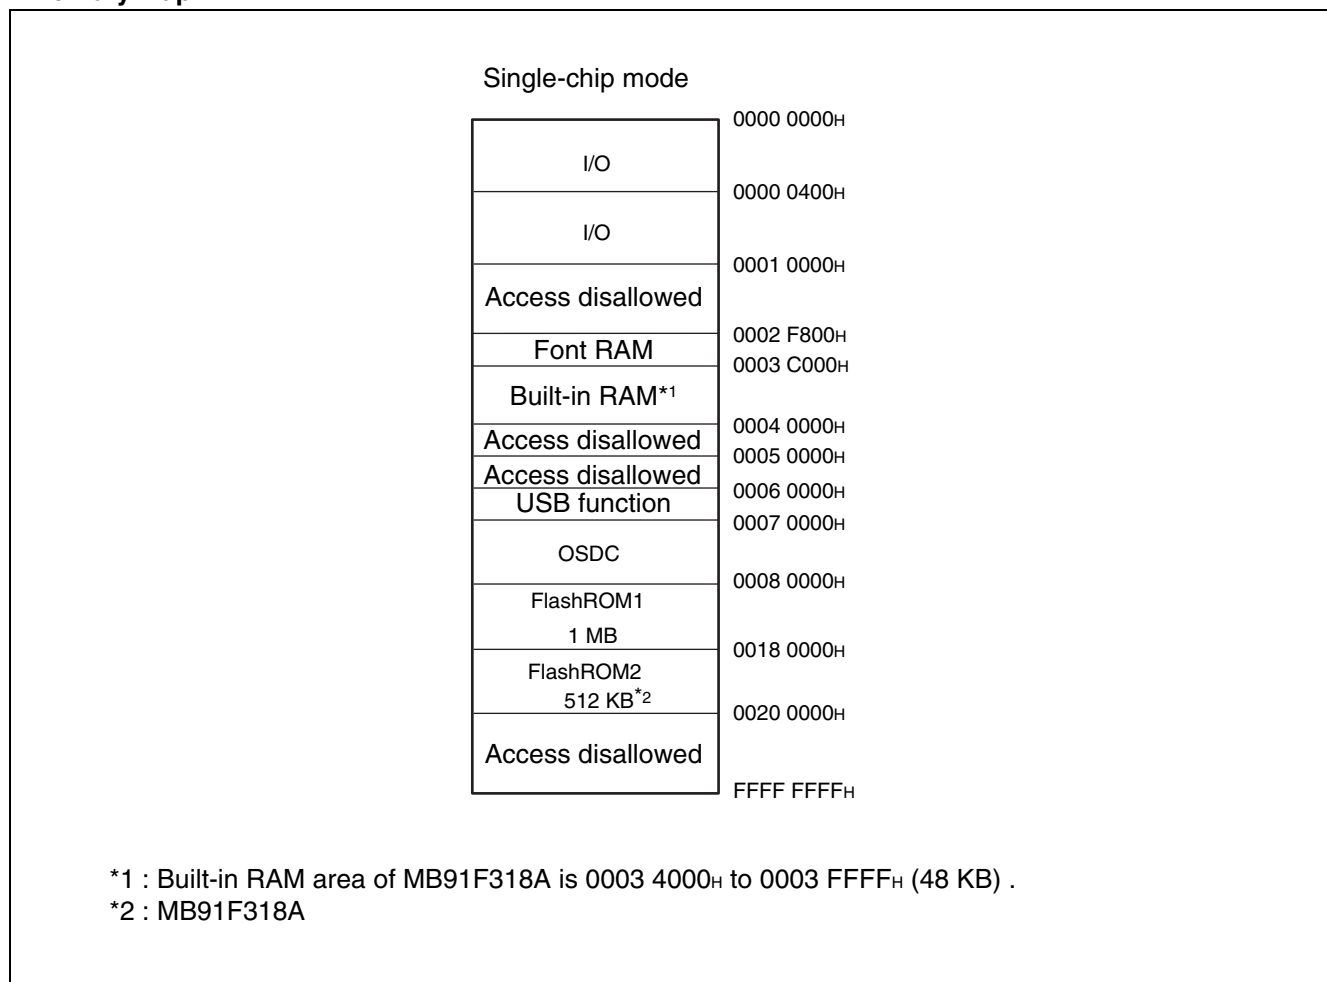 Single-chip mode
0000 0000H
I/O
0000 0400H
I/O
0001 0000H
Access disallowed
0002 F800H
Font RAM
0003 C000H
Built-in RAM*1
0004 0000H
Access disallowed
0005 0000H
Access disallowed
0006 0000H
USB function
0007 0000H
OSDC
0008 0000H
FlashROM1
1 MB
0018 0000H
FlashROM2
512 KB*2
0020 0000H
Access disallowed
FFFF FFFFH
*1 : Built-in RAM area of MB91F318A is 0003 4000H to 0003 FFFFH (48 KB) .
*2 : MB91F318A